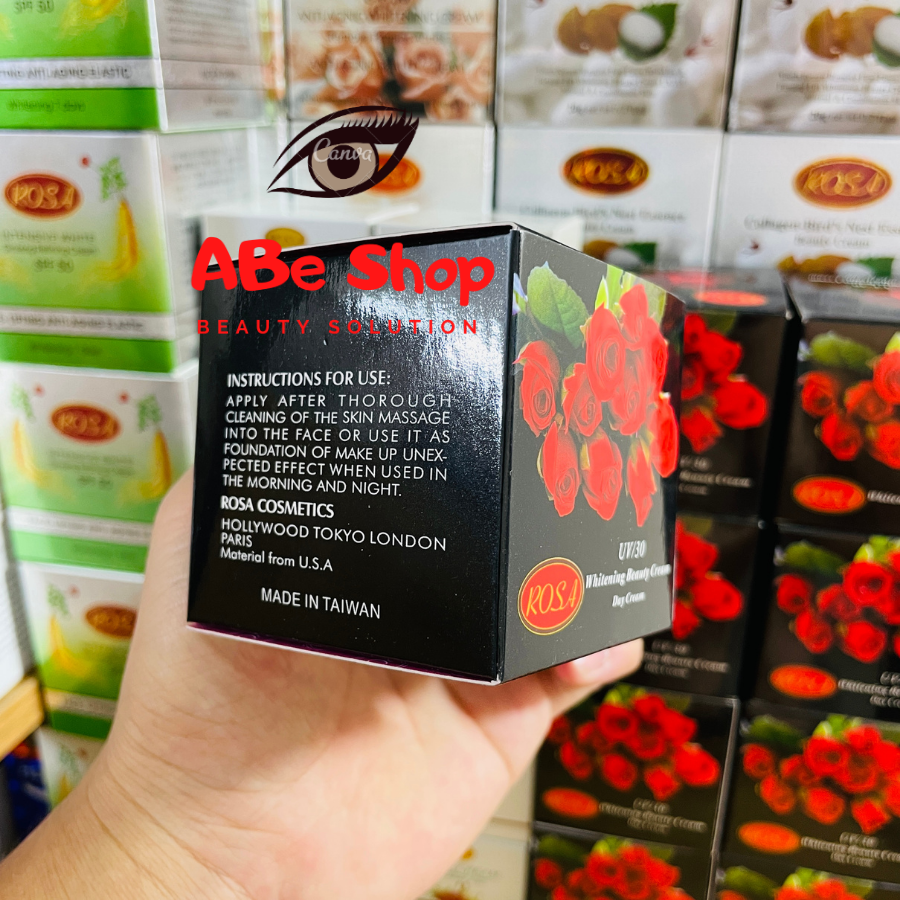 Canva
ABe Shop
BEAUTY SOLUTION
INSTRUCTIONS FOR USE:
APPLY AFTER THOROUGH
CLEANING OF THE SKIN MASSAGE
INTO THE FACE OR USE IT AS
FOUNDATION OF MAKE UP UNEX-
PECTED EFFECT WHEN USED IN
THE MORNING AND NIGHT.
ROSA COSMETICS
HOLLYWOOD TOKYO LONDON
PARIS
Material from U.S.A
MADE IN TAIWAN
UV/30
ROSA
Whitening Beauty Cream
Day Cream
ROSA
ROSA
ROSA
ROSA
ROSA
ROSA